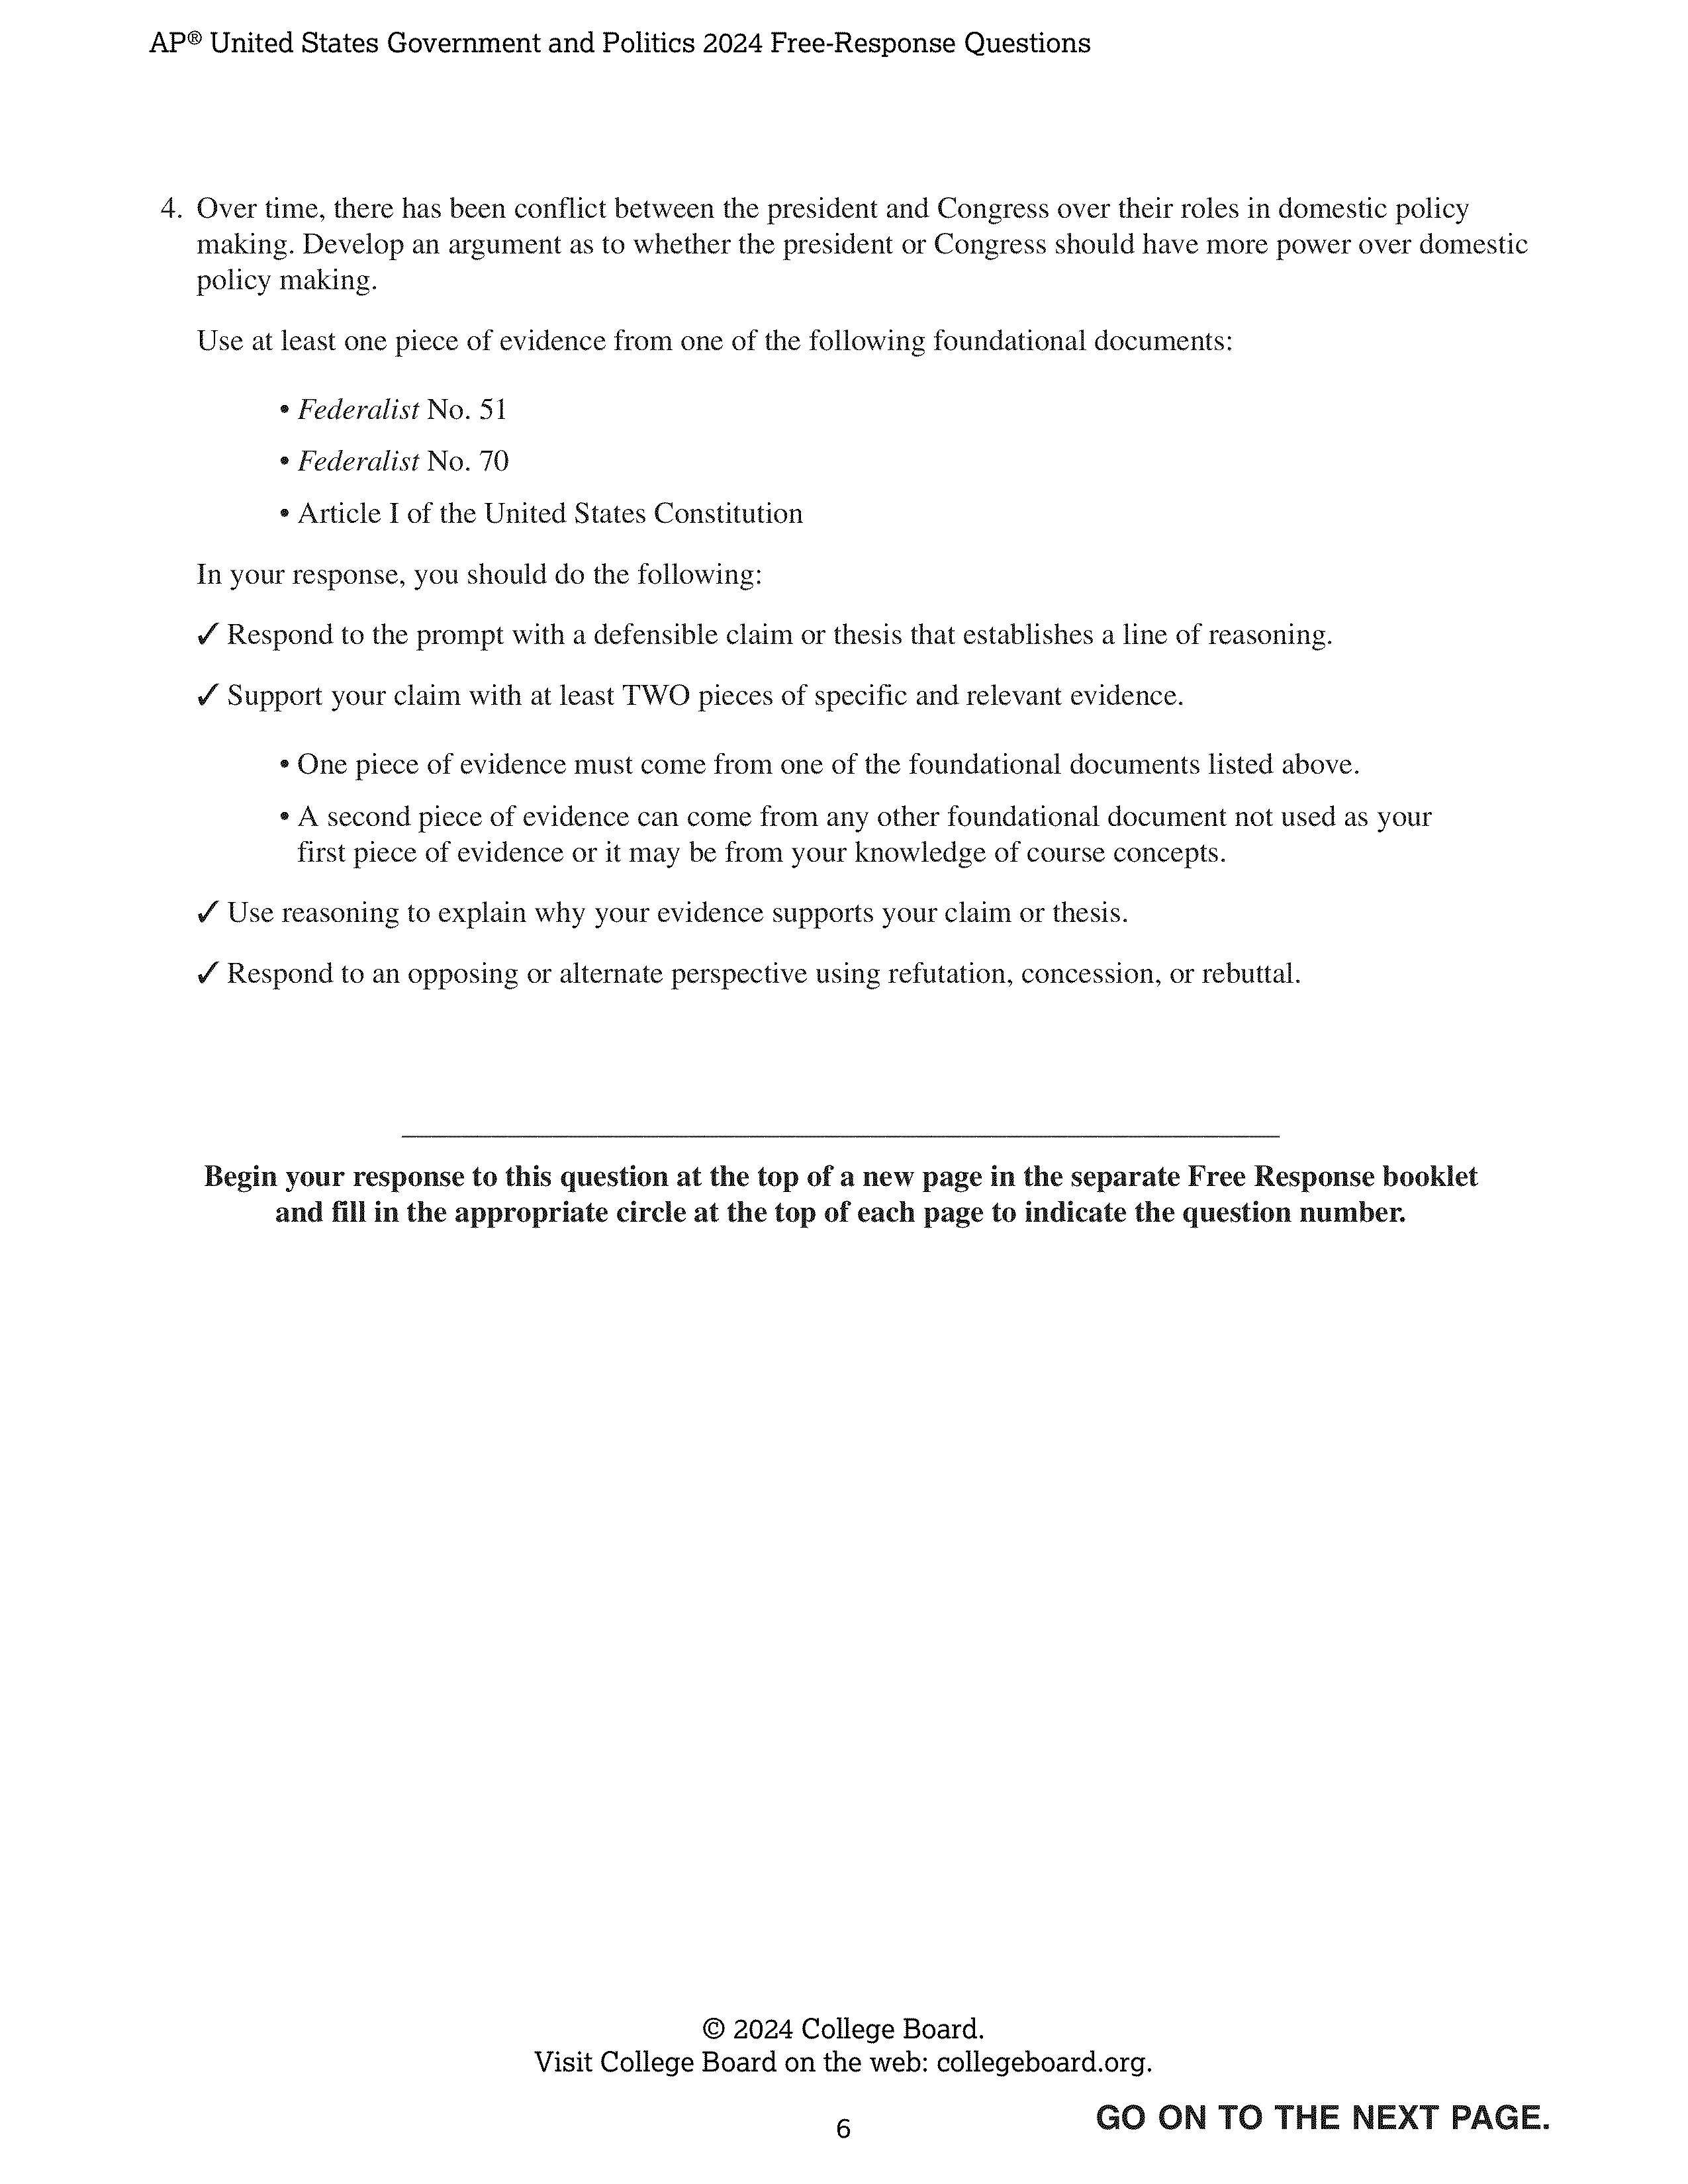 AP® United States Government and Politics 2024 Free-Response Questions
4. Over time, there has been conflict between the president and Congress over their roles in domestic policy
making. Develop an argument as to whether the president or Congress should have more power over domestic
policy making.
Use at least one piece of evidence from one of the following foundational documents:
• Federalist No. 51
• Federalist No. 70
• Article I of the United States Constitution
In your response, you should do the following:
✓ Respond to the prompt with a defensible claim or thesis that establishes a line of reasoning.
✓ Support your claim with at least TWO pieces of specific and relevant evidence.
• One piece of evidence must come from one of the foundational documents listed above.
• A second piece of evidence can come from any other foundational document not used as your
first piece of evidence or it may be from your knowledge of course concepts.
✓ Use reasoning to explain why your evidence supports your claim or thesis.
✓ Respond to an opposing or alternate perspective using refutation, concession, or rebuttal.
Begin your response to this question at the top of a new page in the separate Free Response booklet
and fill in the appropriate circle at the top of each page to indicate the question number.
© 2024 College Board.
Visit College Board on the web: collegeboard.org.
GO ON TO THE NEXT PAGE.
6